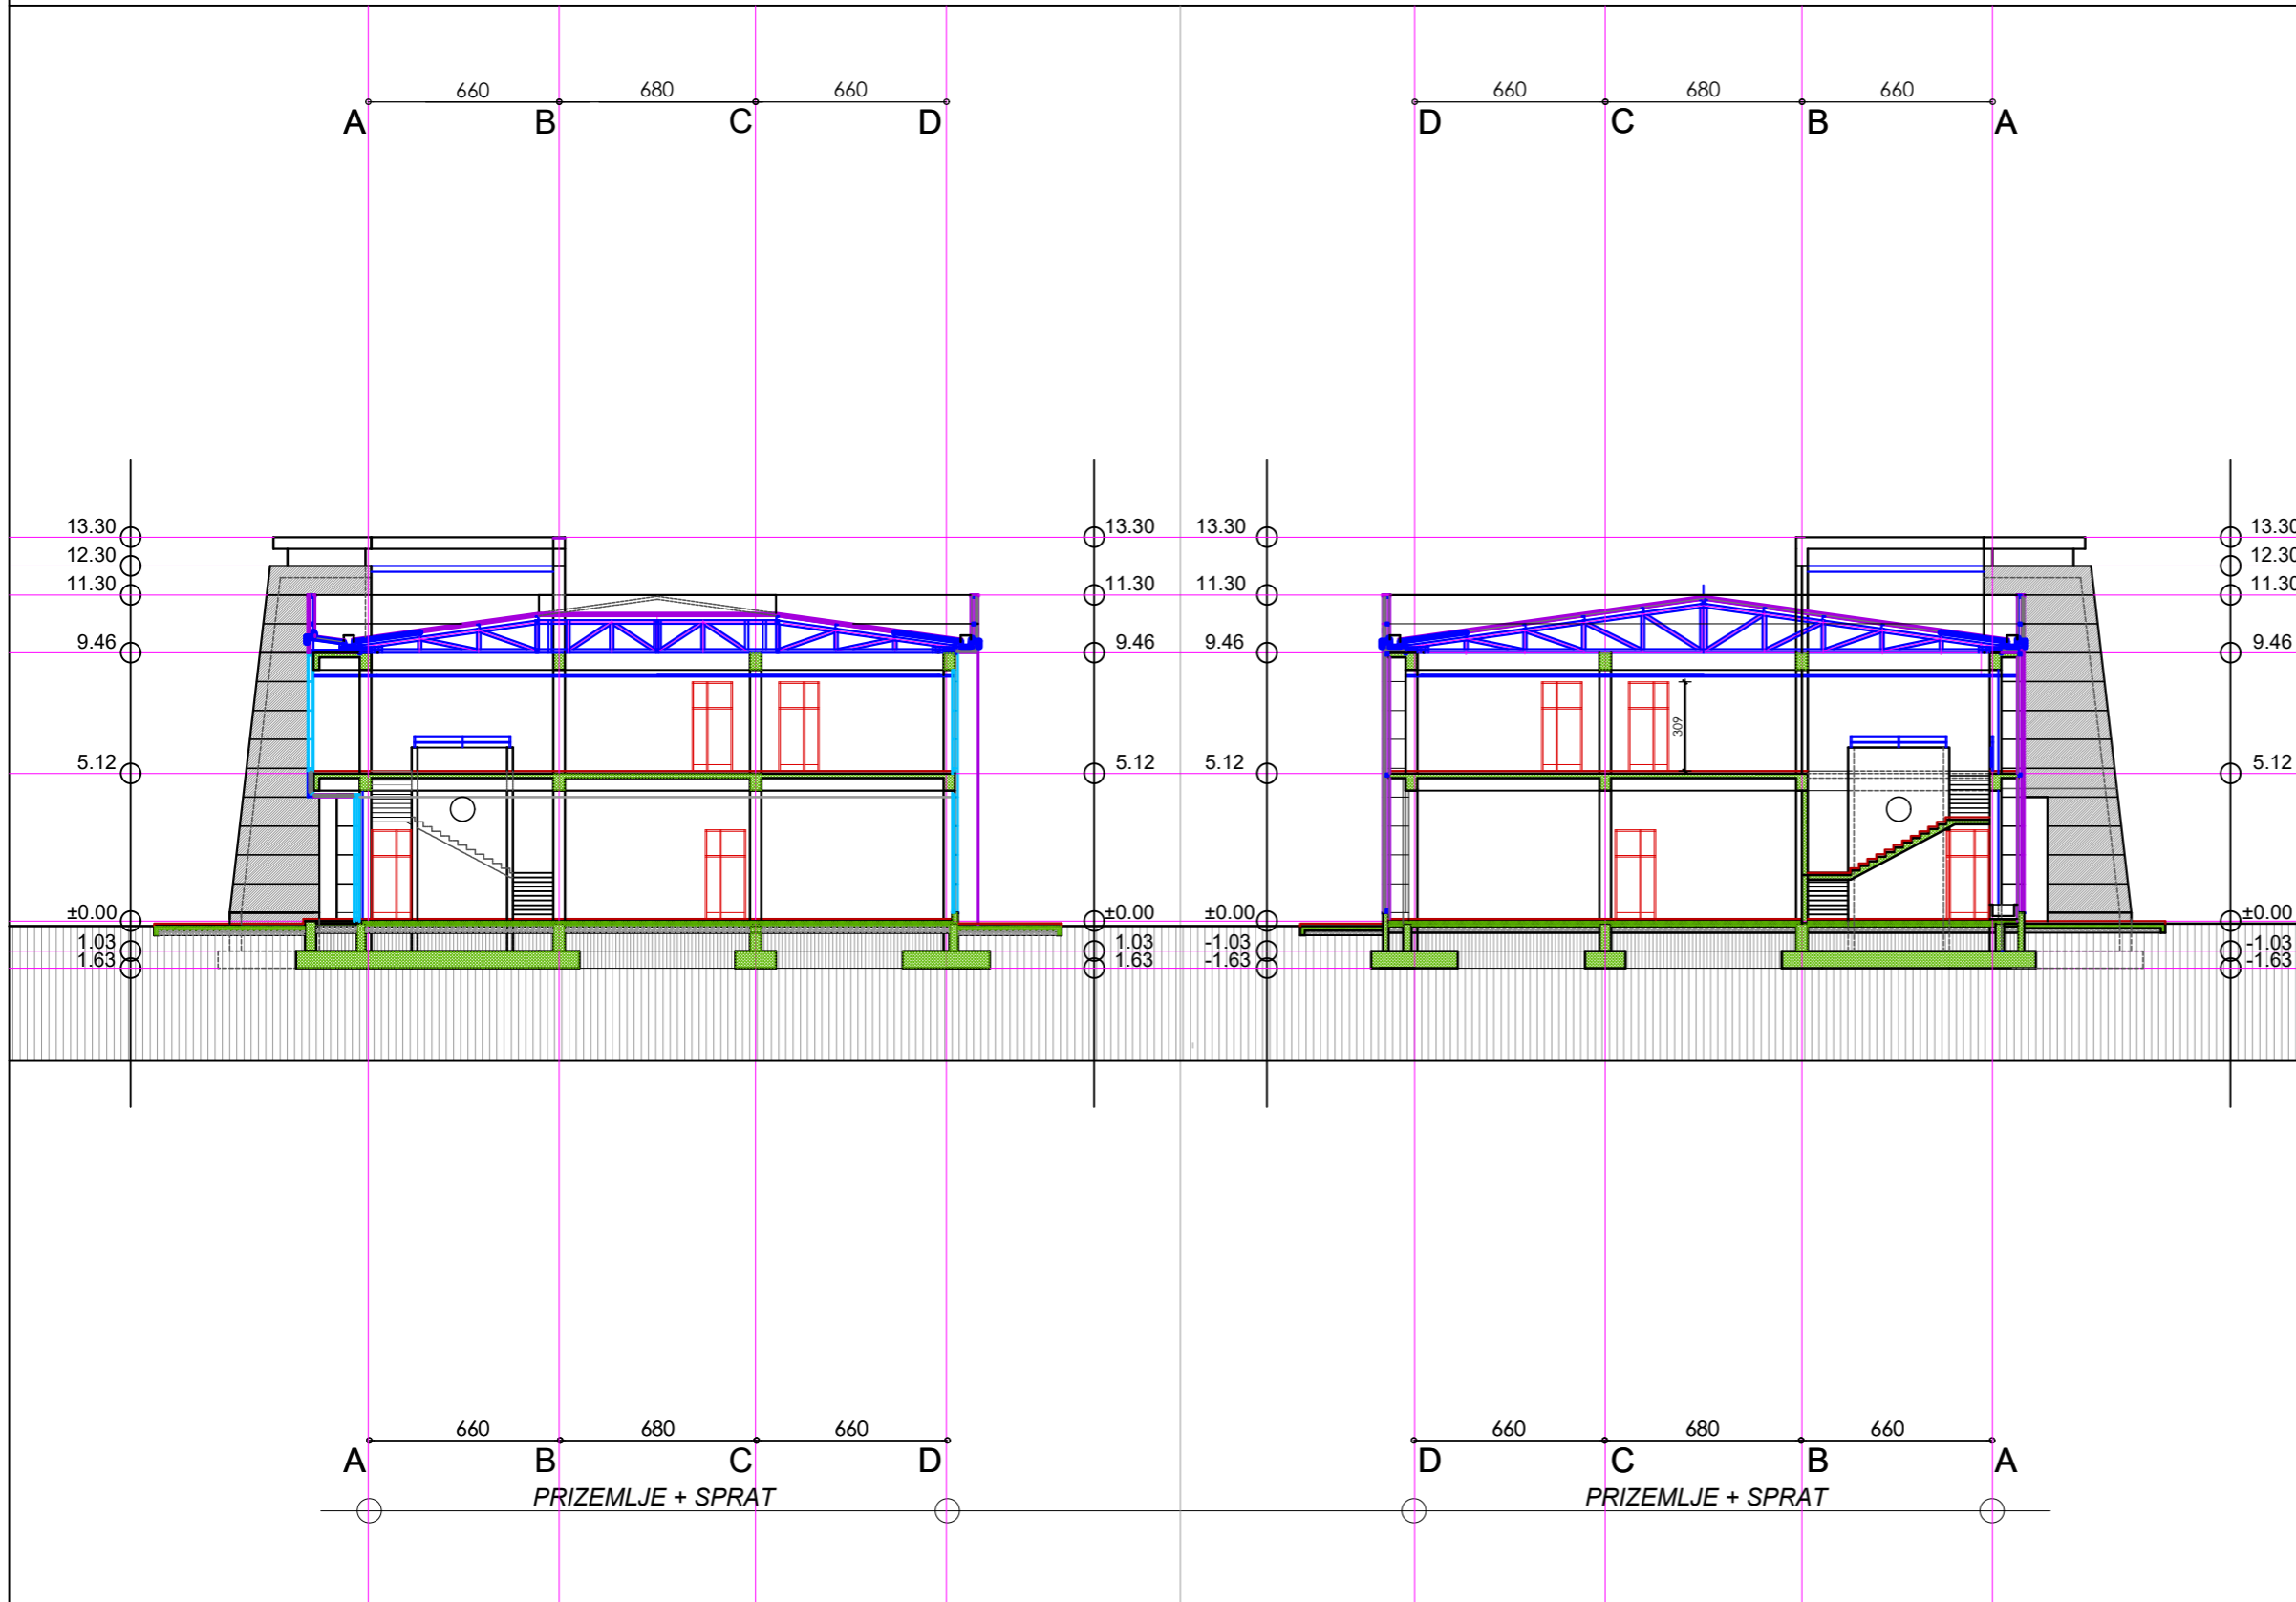 660 680 660 660 680 660
A B C D D C B A
13.30 13.30 13.30 13.30
12.30 12.30
11.30 11.30 11.30 11.30
9.46 9.46 9.46 9.46
309
5.12 5.12 5.12 5.12
±0.00 ±0.00 ±0.00 ±0.00
1.03 1.03 -1.03 -1.03
1.63 1.63 -1.63 -1.63
660 680 660 660 680 660
A B C D D C B A
PRIZEMLJE + SPRAT PRIZEMLJE + SPRAT